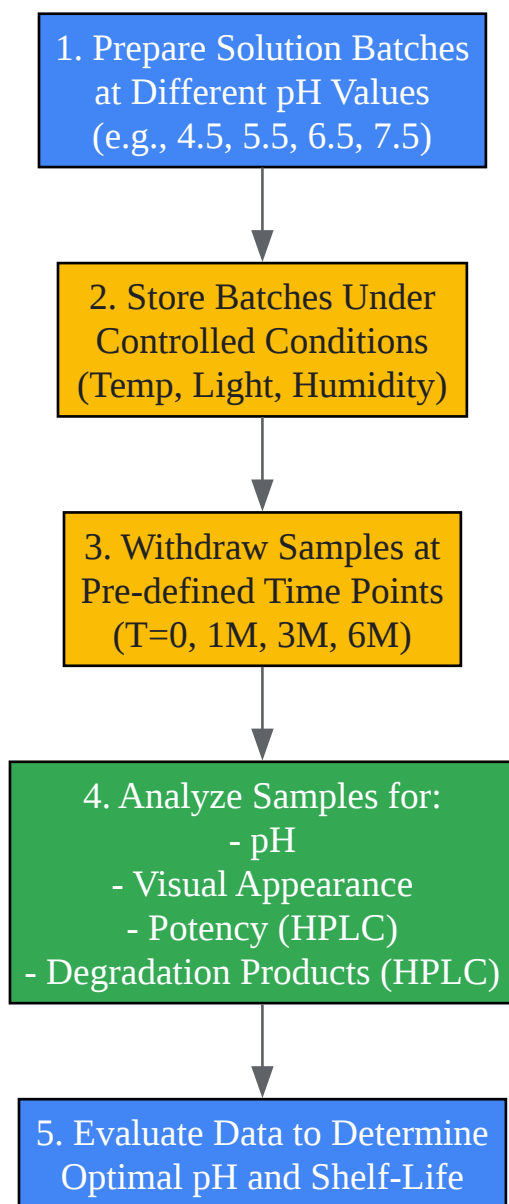 1. Prepare Solution Batches
at Different pH Values
(e.g., 4.5, 5.5, 6.5, 7.5)
2. Store Batches Under
Controlled Conditions
(Temp, Light, Humidity)
3. Withdraw Samples at
Pre-defined Time Points
(T=0, 1M, 3M, 6M)
4. Analyze Samples for:
- pH
- Visual Appearance
- Potency (HPLC)
- Degradation Products (HPLC)
5. Evaluate Data to Determine
Optimal pH and Shelf-Life